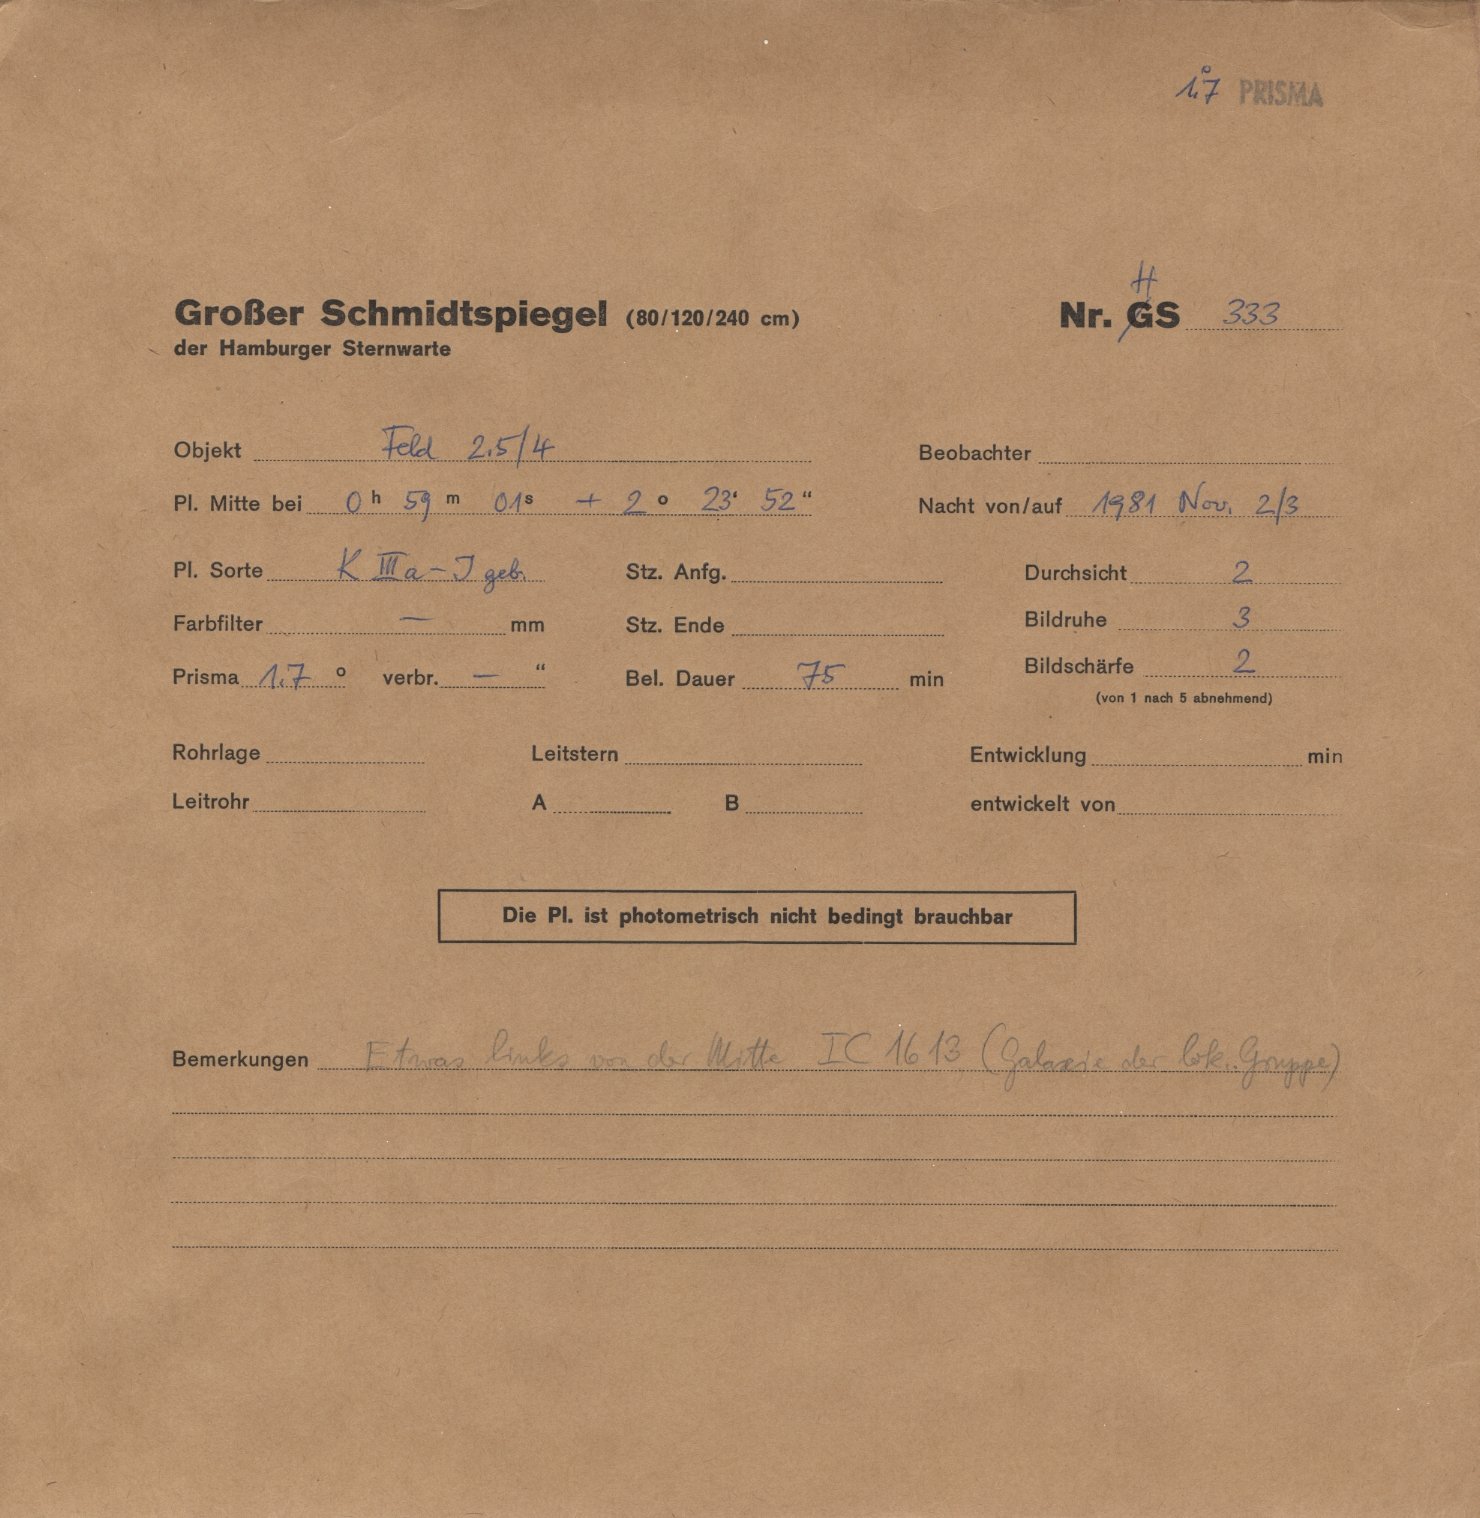 1°.7 PRISMA
H
Großer Schmidtspiegel (80/120/240 cm) Nr. GS 333
der Hamburger Sternwarte
Objekt Feld 2.5/4 Beobachter
Pl. Mitte bei 0 h 59 m 01 s + 2 ° 23 ‘ 52 “ Nacht von/auf 1981 Nov. 2/3
Pl. Sorte K IIIa-J geb. Stz. Anfg. Durchsicht 2
Farbfilter — mm Stz. Ende Bildruhe 3
Prisma 1.7 ° verbr. — “ Bel. Dauer 75 min Bildschärfe 2
(von 1 nach 5 abnehmend)
Rohrlage Leitstern Entwicklung min
Leitrohr A B entwickelt von
Die Pl. ist photometrisch nicht bedingt brauchbar
Bemerkungen Etwas links von der Mitte IC 1613 (Galaxie der lok. Gruppe)